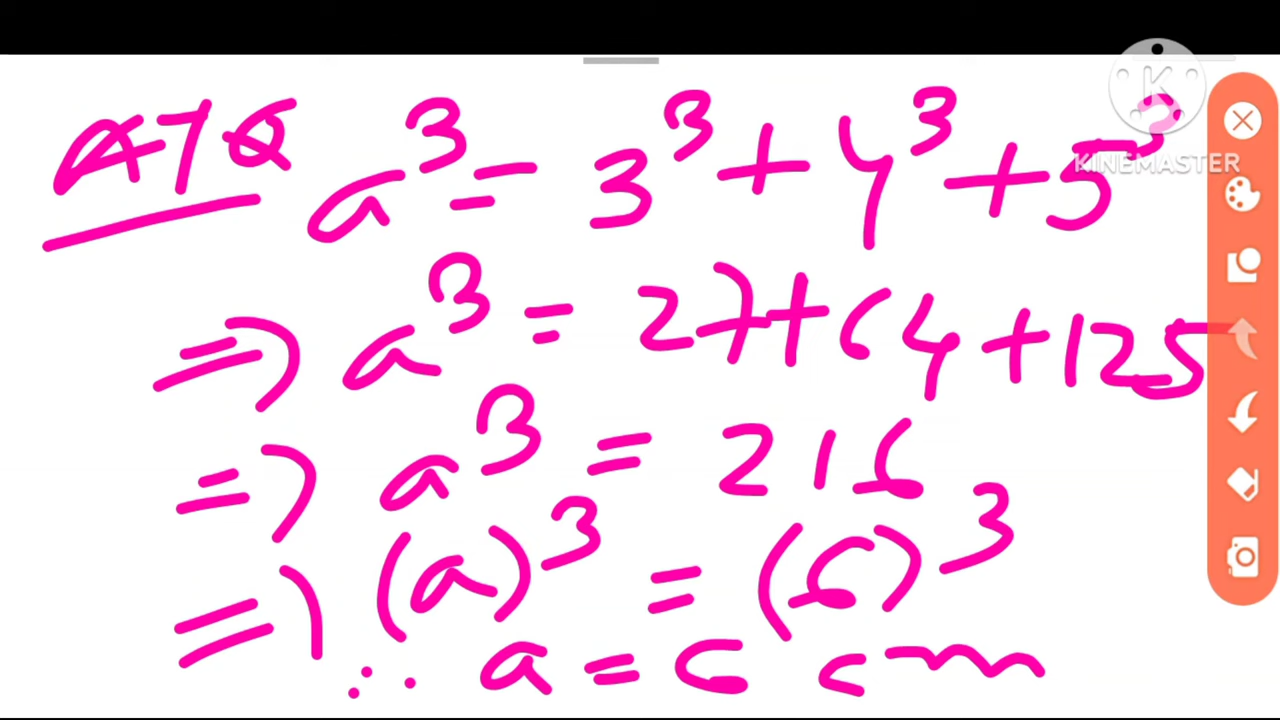 ATQ a³ = 3³ + 4³ + 5³
KINEMASTER
⇒ a³ = 27 + 64 + 125
⇒ a³ = 216
⇒ (a)³ = (6)³
∴ a = 6 cm